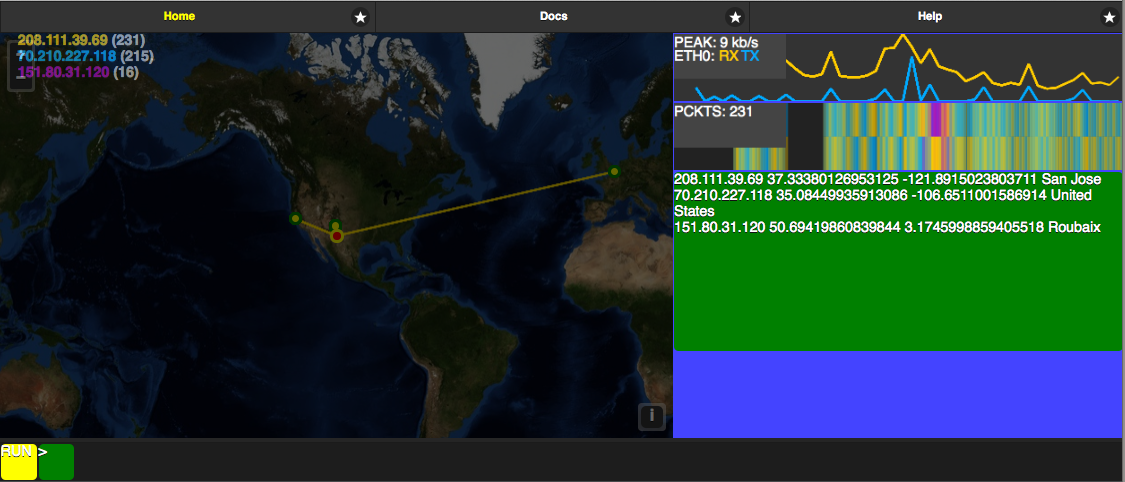 Home
Docs
Help
208.111.39.69 (231)
70.210.227.118 (215)
151.80.31.120 (16)
+
−
i
PEAK: 9 kb/s
ETH0: RX TX
PCKTS: 231
208.111.39.69 37.33380126953125 -121.8915023803711 San Jose
70.210.227.118 35.08449935913086 -106.6511001586914 United
States
151.80.31.120 50.69419860839844 3.1745998859405518 Roubaix
RUN >